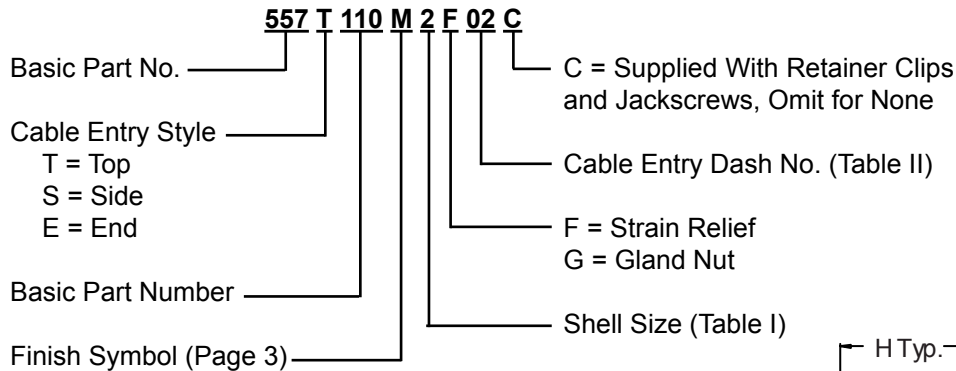 557 T 110 M 2 F 02 C
Basic Part No.
Cable Entry Style
T = Top
S = Side
E = End
Basic Part Number
Finish Symbol (Page 3)
C = Supplied With Retainer Clips
and Jackscrews, Omit for None
Cable Entry Dash No. (Table II)
F = Strain Relief
G = Gland Nut
Shell Size (Table I)
H Typ.